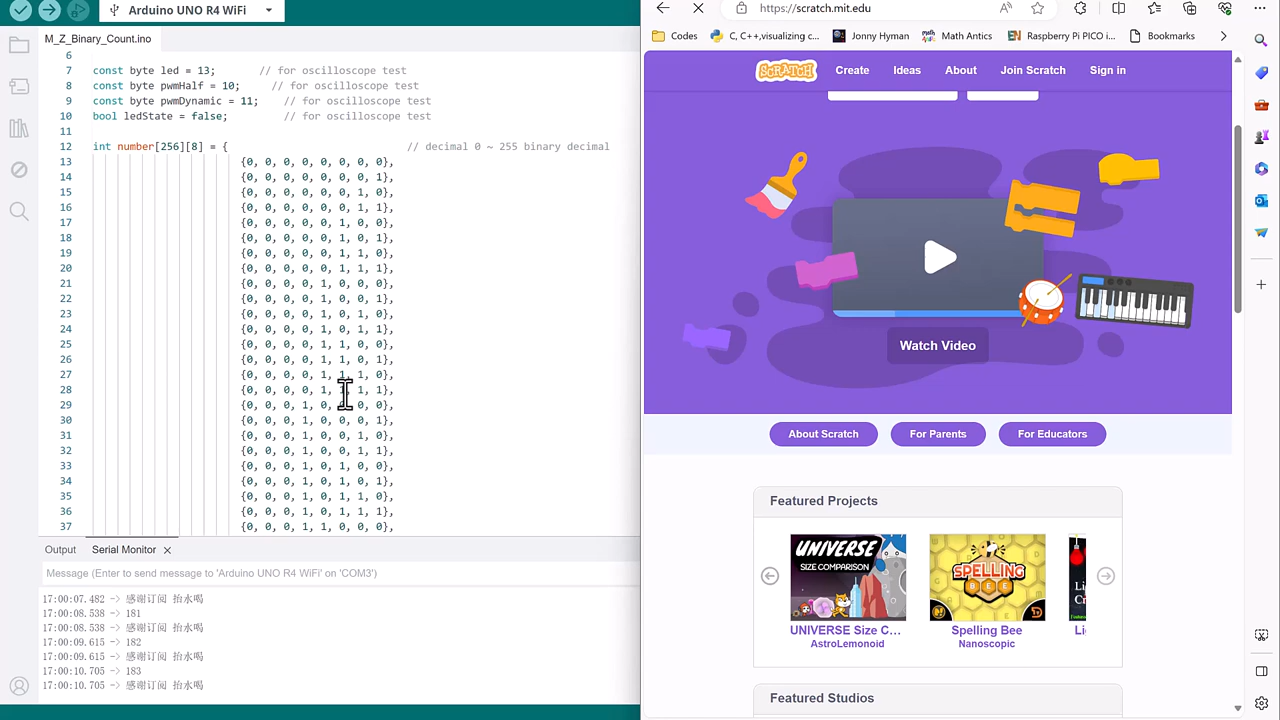 Arduino UNO R4 WiFi
M_Z_Binary_Count.ino
6
7 const byte led = 13; // for oscilloscope test
8 const byte pwmHalf = 10; // for oscilloscope test
9 const byte pwmDynamic = 11; // for oscilloscope test
10 bool ledState = false; // for oscilloscope test
11
12 int number[256][8] = { // decimal 0 ~ 255 binary decimal
13 {0, 0, 0, 0, 0, 0, 0, 0},
14 {0, 0, 0, 0, 0, 0, 0, 1},
15 {0, 0, 0, 0, 0, 0, 1, 0},
16 {0, 0, 0, 0, 0, 0, 1, 1},
17 {0, 0, 0, 0, 0, 1, 0, 0},
18 {0, 0, 0, 0, 0, 1, 0, 1},
19 {0, 0, 0, 0, 0, 1, 1, 0},
20 {0, 0, 0, 0, 0, 1, 1, 1},
21 {0, 0, 0, 0, 1, 0, 0, 0},
22 {0, 0, 0, 0, 1, 0, 0, 1},
23 {0, 0, 0, 0, 1, 0, 1, 0},
24 {0, 0, 0, 0, 1, 0, 1, 1},
25 {0, 0, 0, 0, 1, 1, 0, 0},
26 {0, 0, 0, 0, 1, 1, 0, 1},
27 {0, 0, 0, 0, 1, 1, 1, 0},
28 {0, 0, 0, 0, 1, 1, 1, 1},
29 {0, 0, 0, 1, 0, 0, 0, 0},
30 {0, 0, 0, 1, 0, 0, 0, 1},
31 {0, 0, 0, 1, 0, 0, 1, 0},
32 {0, 0, 0, 1, 0, 0, 1, 1},
33 {0, 0, 0, 1, 0, 1, 0, 0},
34 {0, 0, 0, 1, 0, 1, 0, 1},
35 {0, 0, 0, 1, 0, 1, 1, 0},
36 {0, 0, 0, 1, 0, 1, 1, 1},
37 {0, 0, 0, 1, 1, 0, 0, 0},
Output Serial Monitor
Message (Enter to send message to 'Arduino UNO R4 WiFi' on 'COM3')
17:00:07.482 -> 感谢订阅 抬水喝
17:00:08.538 -> 181
17:00:08.538 -> 感谢订阅 抬水喝
17:00:09.615 -> 182
17:00:09.615 -> 感谢订阅 抬水喝
17:00:10.705 -> 183
17:00:10.705 -> 感谢订阅 抬水喝
https://scratch.mit.edu
Codes C, C++,visualizing c... Jonny Hyman Math Antics Raspberry Pi PICO i... Bookmarks
SCRATCH Create Ideas About Join Scratch Sign in
Watch Video
About Scratch For Parents For Educators
Featured Projects
UNIVERSE
SIZE COMPARISON
SPELLING
BEE
UNIVERSE Size C... Spelling Bee Li
AstroLemonoid Nanoscopic
Featured Studios